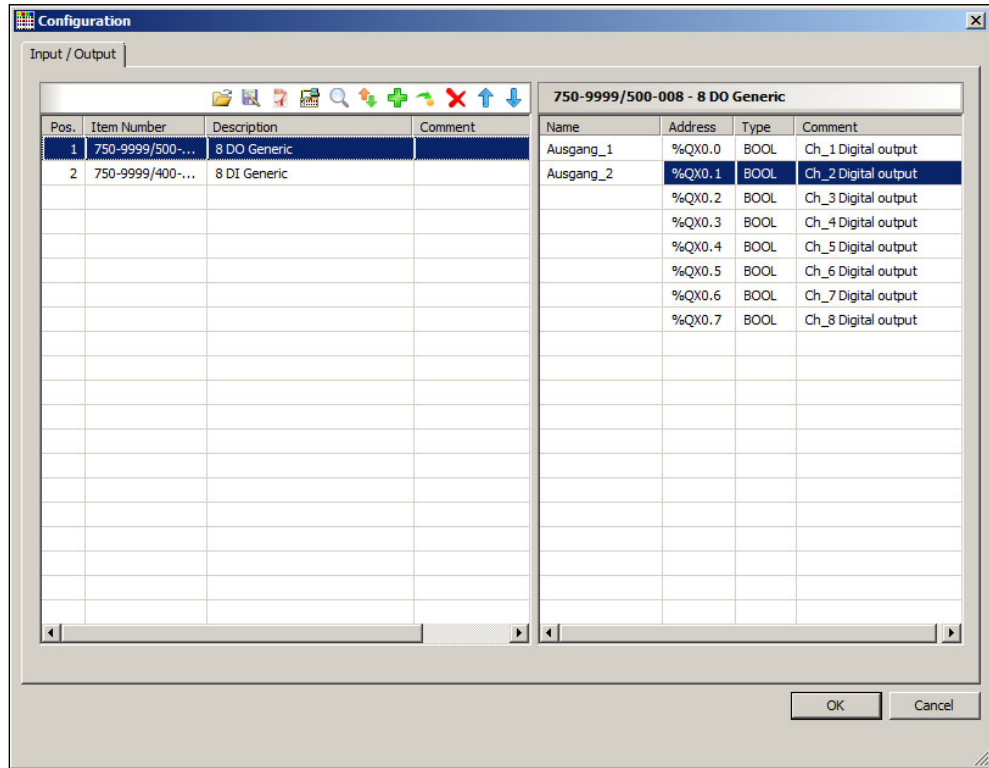 Configuration
Input / Output
750-9999/500-008 - 8 DO Generic
Pos. Item Number Description Comment
1 750-9999/500-... 8 DO Generic
2 750-9999/400-... 8 DI Generic
Name Address Type Comment
Ausgang_1 %QX0.0 BOOL Ch_1 Digital output
Ausgang_2 %QX0.1 BOOL Ch_2 Digital output
%QX0.2 BOOL Ch_3 Digital output
%QX0.3 BOOL Ch_4 Digital output
%QX0.4 BOOL Ch_5 Digital output
%QX0.5 BOOL Ch_6 Digital output
%QX0.6 BOOL Ch_7 Digital output
%QX0.7 BOOL Ch_8 Digital output
OK Cancel